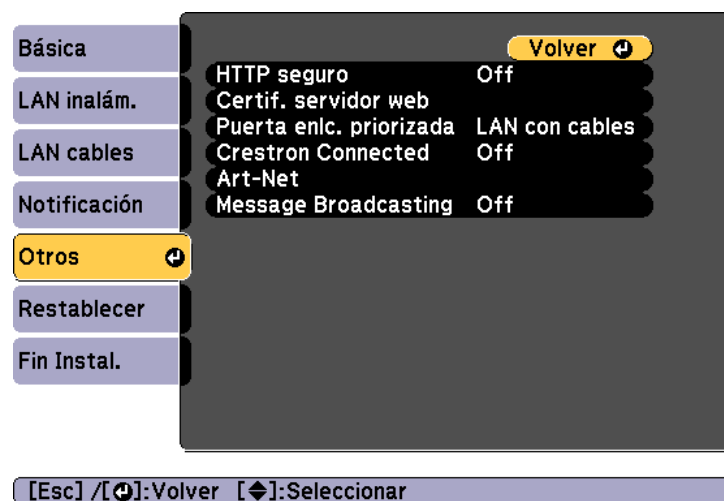 Básica
LAN inalám.
LAN cables
Notificación
Otros
Restablecer
Fin Instal.
Volver
HTTP seguro Off
Certif. servidor web
Puerta enlc. priorizada LAN con cables
Crestron Connected Off
Art-Net
Message Broadcasting Off
[Esc] /[⏎]:Volver [◆]:Seleccionar